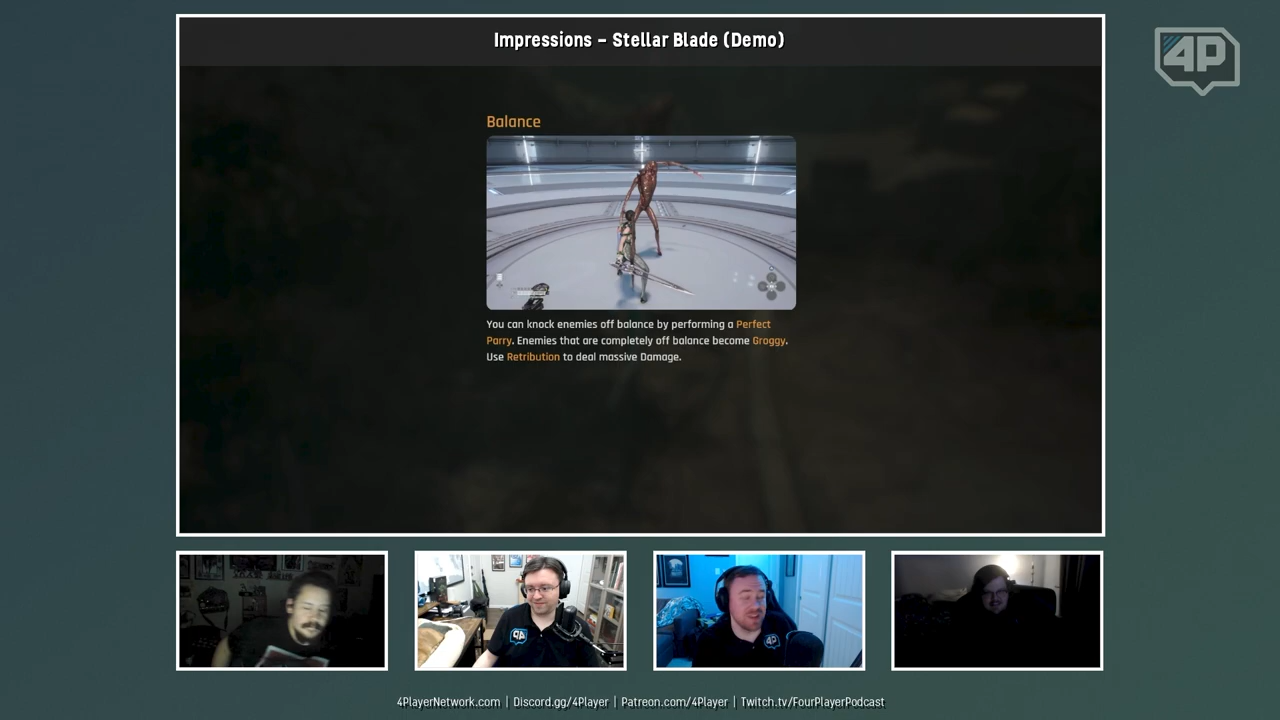 Impressions – Stellar Blade (Demo)
4P
Balance
You can knock enemies off balance by performing a Perfect
Parry. Enemies that are completely off balance become Groggy.
Use Retribution to deal massive Damage.
4PlayerNetwork.com | Discord.gg/4Player | Patreon.com/4Player | Twitch.tv/FourPlayerPodcast